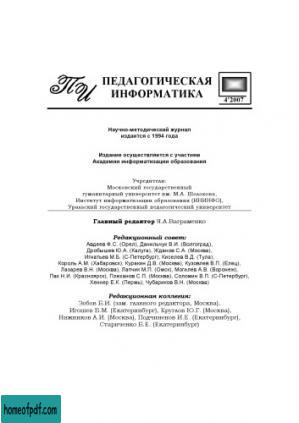 ПИ
ПЕДАГОГИЧЕСКАЯ
ИНФОРМАТИКА
4'2007
Научно-методический журнал
издается с 1994 года
Издание осуществляется с участием
Академии информатизации образования
Учредители:
Московский государственный
гуманитарный университет им. М.А. Шолохова,
Институт информатизации образования (ИНИНФО),
Уральский государственный педагогический университет
Главный редактор Я.А.Ваграменко
Редакционный совет:
Авдеев Ф.С. (Орел), Данильчук В.И. (Волгоград),
Дробышев Ю.А. (Калуга), Жданов С.А. (Москва),
Игнатьев М.Б. (С-Петербург), Киселев В.Д. (Тула),
Король А.М. (Хабаровск), Куракин Д.В. (Москва), Кузовлев В.П. (Елец),
Лазарев В.Н. (Москва), Лапчик М.П. (Омск), Могилев А.В. (Воронеж),
Пак Н.И. (Красноярск), Плеханов С.П. (Москва), Соломин В.П. (С-Петербург),
Хеннер Е.К. (Пермь), Чубариков В.Н. (Москва)
Редакционная коллегия:
Зобов Б.И. (зам. главного редактора, Москва),
Игошев Б.М. (Екатеринбург), Круглов Ю.Г. (Москва),
Нижников А.И. (Москва), Подчиненов И.Е. (Екатеринбург),
Стариченко Б.Е. (Екатеринбург)
homeofpdf.com